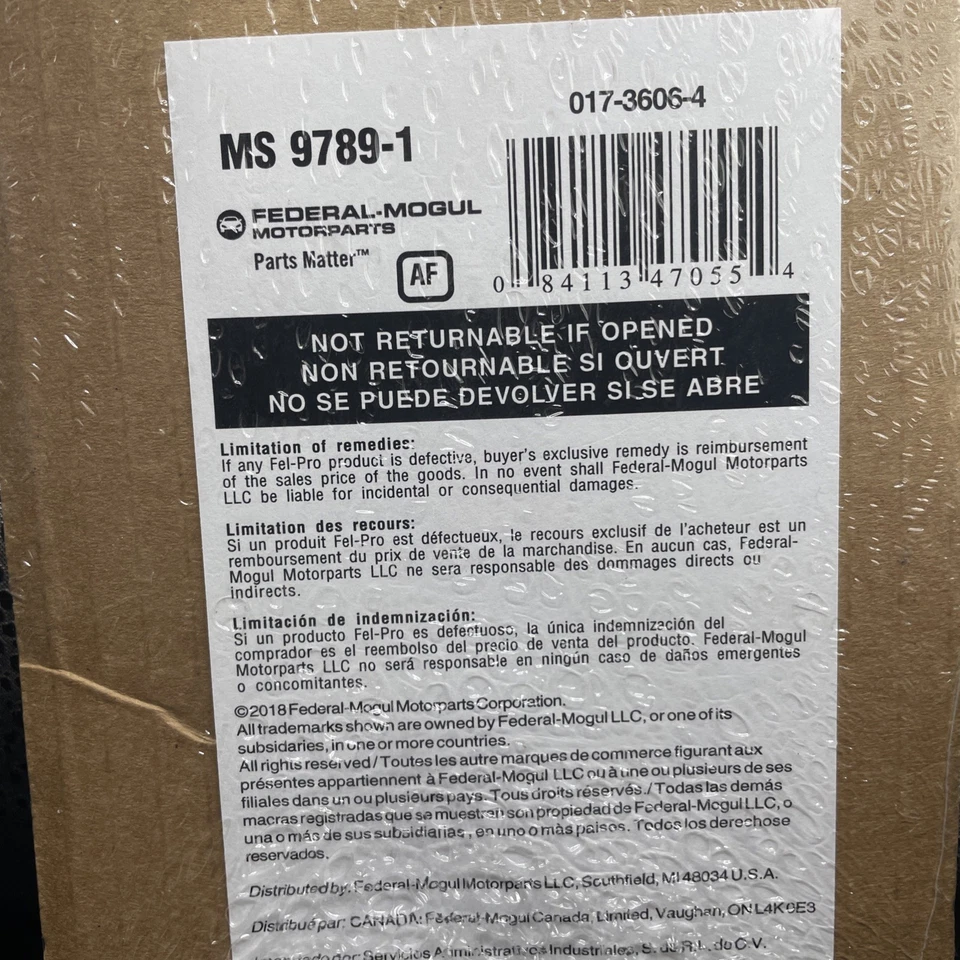 017-3606-4
MS 9789-1
FEDERAL-MOGUL
MOTORPARTS
Parts Matter™
AF
0 84113 47055 4
NOT RETURNABLE IF OPENED
NON RETOURNABLE SI OUVERT
NO SE PUEDE DEVOLVER SI SE ABRE
Limitation of remedies:
If any Fel-Pro product is defective, buyer's exclusive remedy is reimbursement
of the sales price of the goods. In no event shall Federal-Mogul Motorparts
LLC be liable for incidental or consequential damages.
Limitation des recours:
Si un produit Fel-Pro est défectueux, le recours exclusif de l'acheteur est un
remboursement du prix de vente de la marchandise. En aucun cas, Federal-
Mogul Motorparts LLC ne sera responsable des dommages directs ou
indirects.
Limitación de indemnización:
Si un producto Fel-Pro es defectuoso, la única indemnización del
comprador es el reembolso del precio de venta del producto. Federal-Mogul
Motorparts LLC no será responsable en ningún caso de daños emergentes
o concomitantes.
©2018 Federal-Mogul Motorparts Corporation.
All trademarks shown are owned by Federal-Mogul LLC, or one of its
subsidaries, in one or more countries.
All rights reserved / Toutes les autre marques de commerce figurant aux
présentes appartiennent à Federal-Mogul LLC ou à une ou plusieurs de ses
filiales dans un ou plusieurs pays. Tous droits réservés. / Todas las demás
macras registradas que se muestran son propiedad de Federal-Mogul LLC, o
una o más de sus subsidiarias, en uno o màs paises. Todos los derechose
reservados.
Distributed by: Federal-Mogul Motorparts LLC, Southfield, MI 48034 U.S.A.
Distribué par: CANADA: Federal-Mogul Canada, Limited, Vaughan, ON L4K 0E3
por: Servicios Administrativos Industriales, S. de R.L. de C.V.